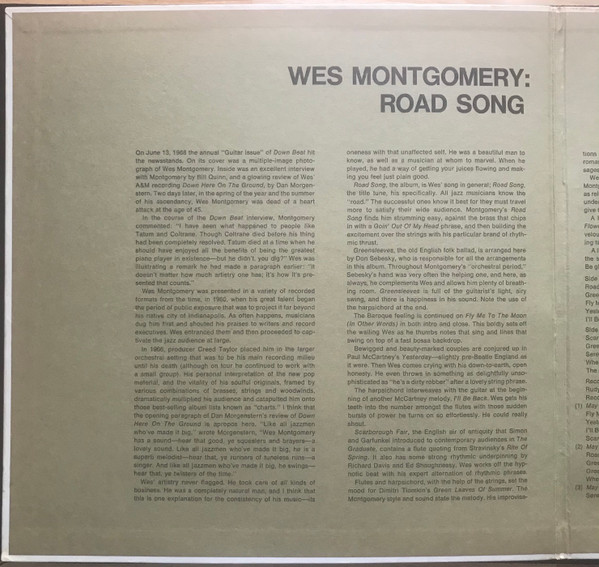 WES MONTGOMERY:
ROAD SONG
On June 13, 1968 the annual "Guitar Issue" of Down Beat hit
the newsstands. On its cover was a multiple-image photo-
graph of Wes Montgomery. Inside was an excellent interview
with Montgomery by Bill Quinn, and a glowing review of Wes'
A&M recording Down Here On The Ground, by Dan Morgen-
stern. Two days later, in the spring of the year and the summer
of his ascendancy, Wes Montgomery was dead of a heart
attack at the age of 45.
In the course of the Down Beat interview, Montgomery
commented: "I have seen what happened to people like
Tatum and Coltrane. Though Coltrane died before his thing
had been completely resolved. Tatum died at a time when he
should have enjoyed all the benefits of being the greatest
piano player in existence—but he didn't, you dig?" Wes was
illustrating a remark he had made a paragraph earlier: "It
doesn't matter how much artistry one has; it's how it's pre-
sented that counts."
Wes Montgomery was presented in a variety of recorded
formats from the time, in 1960, when his great talent began
the period of public exposure that was to project it far beyond
his native city of Indianapolis. As often happens, musicians
dug him first and shouted his praises to writers and record
executives. Wes entranced them and then proceeded to cap-
tivate the jazz audience at large.
In 1966, producer Creed Taylor placed him in the larger
orchestral setting that was to be his main recording milieu
until his death (although on tour he continued to work with
a small group). His personal interpretation of the new pop
material, and the vitality of his soulful originals, framed by
various combinations of brasses, strings and woodwinds,
dramatically multiplied his audience and catapulted him onto
those best-selling album lists known as "charts." I think that
the opening paragraph of Dan Morgenstern's review of Down
Here On The Ground is apropos here. "Like all jazzmen
who've made it big," wrote Morgenstern, "Wes Montgomery
has a sound—hear that good, ye squeakers and brayers—a
lovely sound. Like all jazzmen who've made it big, he is a
superb melodist—hear that, ye runners of tuneless runs—a
singer. And like all jazzmen who've made it big, he swings—
hear that, ye twisters of the time."
Wes' artistry never flagged. He took care of all kinds of
business. He was a completely natural man, and I think that
this is one explanation for the consistency of his music—its
oneness with that unaffected self. He was a beautiful man to
know, as well as a musician at whom to marvel. When he
played, he had a way of getting your juices flowing and mak-
ing you feel just plain good.
Road Song, the album, is Wes' song in general; Road Song,
the title tune, his specifically. All jazz musicians know the
"road." The successful ones know it best for they must travel
more to satisfy their wide audience. Montgomery's Road
Song finds him strumming easy, against the brass that chips
in with a Goin' Out Of My Head phrase, and then building the
excitement over the strings with his particular brand of rhyth-
mic thrust.
Greensleeves, the old English folk ballad, is arranged here
by Don Sebesky, who is responsible for all the arrangements
in this album. Throughout Montgomery's "orchestral period,"
Sebesky's hand was very often the helping one, and here, as
always, he complements Wes and allows him plenty of breath-
ing room. Greensleeves is full of the guitarist's light, airy
swing, and there is happiness in his sound. Note the use of
the harpsichord at the end.
The Baroque feeling is continued on Fly Me To The Moon
(In Other Words) in both intro and close. This boldly sets off
the wailing Wes as he thumbs notes that sing and lines that
swing on top of a fast bossa backdrop.
Bewigged and beauty-marked couples are conjured up in
Paul McCartney's Yesterday—slightly pre-Beatle England as
it were. Then Wes comes crying with his down-to-earth, open
honesty. He even throws in something as delightfully unso-
phisticated as "he's a dirty robber" after a lovely string phrase.
The harpsichord interweaves with the guitar at the begin-
ning of another McCartney melody, I'll Be Back. Wes gets his
teeth into the number amongst the flutes with those sudden
bursts of power he turns on so effortlessly. He could really
shout.
Scarborough Fair, the English air of antiquity that Simon
and Garfunkel introduced to contemporary audiences in The
Graduate, contains a flute quoting from Stravinsky's Rite Of
Spring. It also has some strong rhythmic underpinning by
Richard Davis and Ed Shaughnessy. Wes works off the hyp-
notic beat with his expert alternation of rhythmic phrases.
Flutes and harpsichord, with the help of the strings, set the
mood for Dimitri Tiomkin's Green Leaves Of Summer. The
Montgomery style and sound state the melody. His improvise-